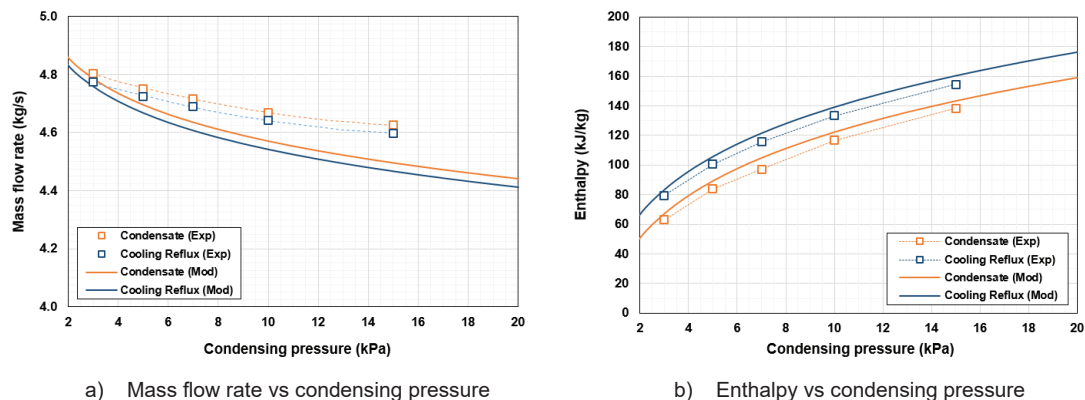 5.0
4.8
4.6
4.4
4.2
4.0
Mass flow rate (kg/s)
Condensate (Exp)
Cooling Reflux (Exp)
Condensate (Mod)
Cooling Reflux (Mod)
2 4 6 8 10 12 14 16 18 20
Condensing pressure (kPa)
a) Mass flow rate vs condensing pressure
200
180
160
140
120
100
80
60
40
20
0
Enthalpy (kJ/kg)
Condensate (Exp)
Cooling Reflux (Exp)
Condensate (Mod)
Cooling Reflux (Mod)
2 4 6 8 10 12 14 16 18 20
Condensing pressure (kPa)
b) Enthalpy vs condensing pressure